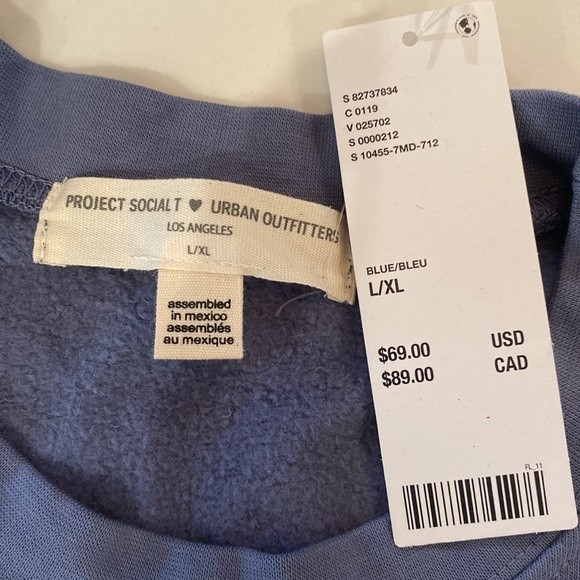 PROJECT SOCIAL T ♥ URBAN OUTFITTERS
LOS ANGELES
L/XL
assembled
in mexico
assemblés
au mexique
S 82737834
C 0119
V 025702
S 0000212
S 10455-7MD-712
BLUE/BLEU
L/XL
$69.00 USD
$89.00 CAD
FL_11